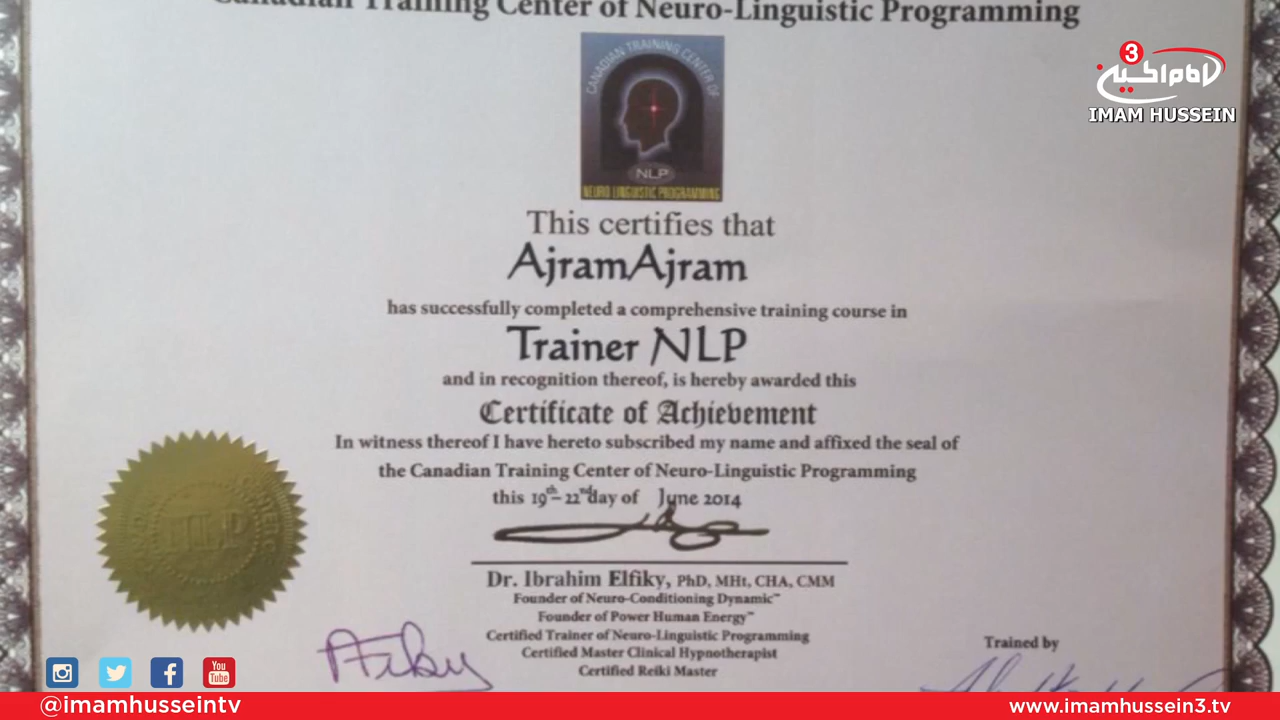 Canadian Training Center of Neuro-Linguistic Programming
CANADIAN TRAINING CENTER OF
NLP
NEURO LINGUISTIC PROGRAMMING
3
IMAM HUSSEIN
This certifies that
AjramAjram
has successfully completed a comprehensive training course in
Trainer NLP
and in recognition thereof, is hereby awarded this
Certificate of Achievement
In witness thereof I have hereto subscribed my name and affixed the seal of
the Canadian Training Center of Neuro-Linguistic Programming
this 19th-22nd day of June 2014
Dr. Ibrahim Elfiky, PhD, MHt, CHA, CMM
Founder of Neuro-Conditioning Dynamic™
Founder of Power Human Energy™
Certified Trainer of Neuro-Linguistic Programming
Certified Master Clinical Hypnotherapist
Certified Reiki Master
Trained by
NLP
You
Tube
@imamhusseintv
www.imamhussein3.tv